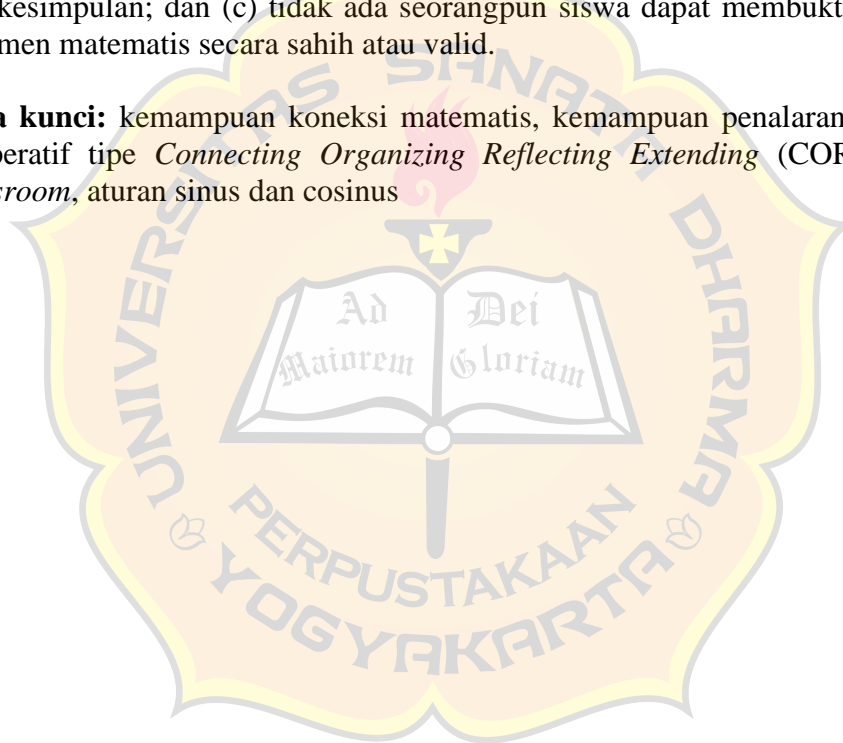 kesimpulan; dan (c) tidak ada seorangpun siswa dapat membukt
men matematis secara sahih atau valid.
a kunci: kemampuan koneksi matematis, kemampuan penalaran
peratif tipe Connecting Organizing Reflecting Extending (COR
sroom, aturan sinus dan cosinus
UNIVERSITAS SANATA DHARMA
Ad Dei
Maiorem Gloriam
PERPUSTAKAAN
YOGYAKARTA